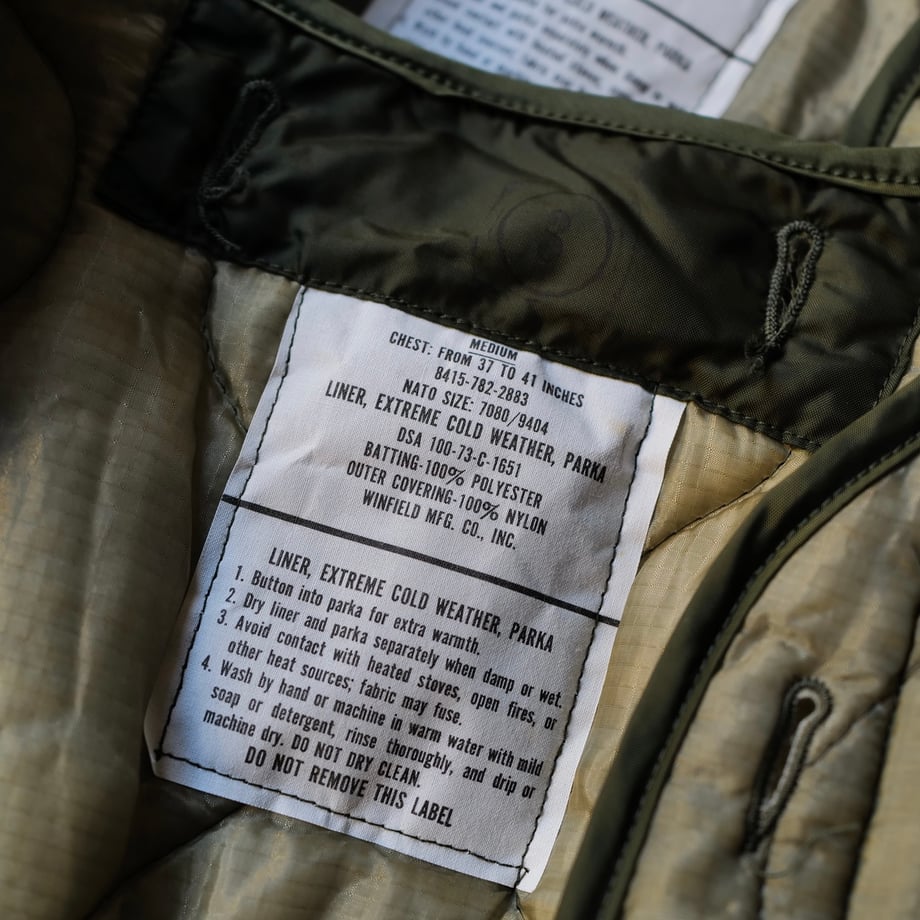 MEDIUM
CHEST: FROM 37 TO 41 INCHES
8415-782-2883
NATO SIZE: 7080/9404
LINER, EXTREME COLD WEATHER, PARKA
DSA 100-73-C-1651
BATTING-100% POLYESTER
OUTER COVERING-100% NYLON
WINFIELD MFG. CO., INC.
LINER, EXTREME COLD WEATHER, PARKA
1. Button into parka for extra warmth.
2. Dry liner and parka separately when damp or wet.
3. Avoid contact with heated stoves, open fires, or
other heat sources; fabric may fuse.
4. Wash by hand or machine in warm water with mild
soap or detergent, rinse thoroughly, and drip or
machine dry. DO NOT DRY CLEAN.
DO NOT REMOVE THIS LABEL